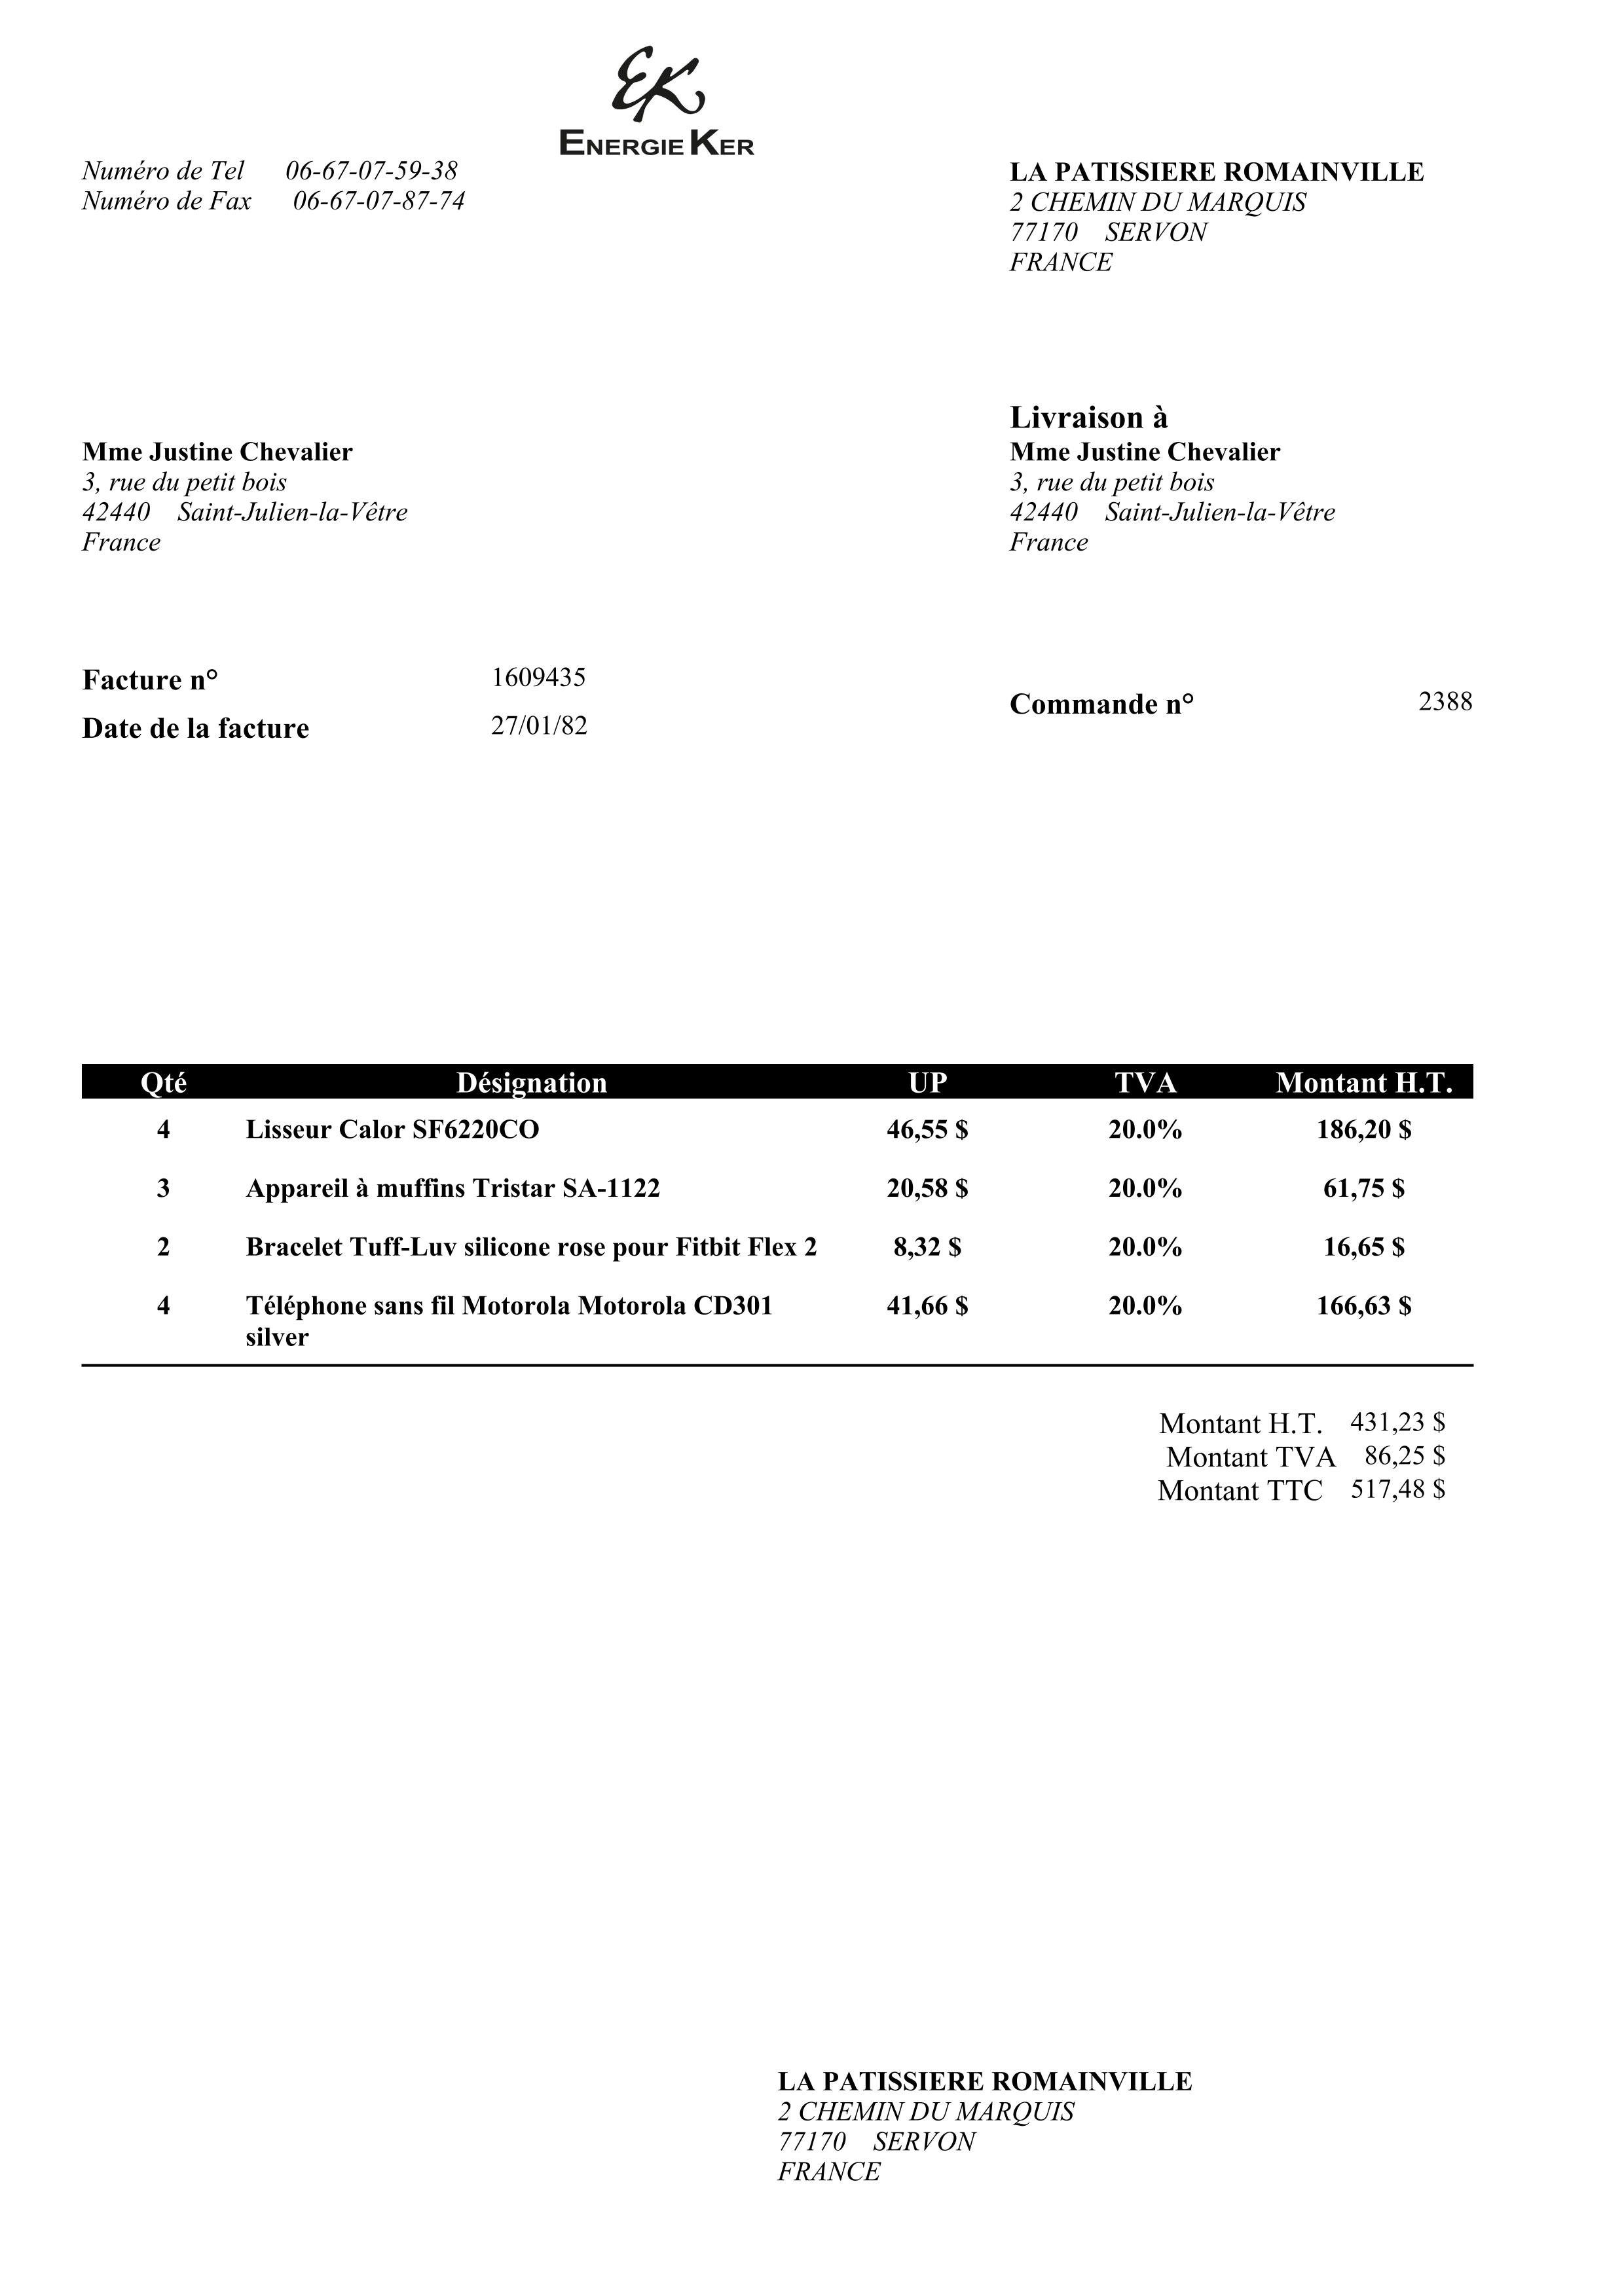 EK
ENERGIE KER
Numéro de Tel 06-67-07-59-38
Numéro de Fax 06-67-07-87-74
LA PATISSIERE ROMAINVILLE
2 CHEMIN DU MARQUIS
77170 SERVON
FRANCE
Mme Justine Chevalier
3, rue du petit bois
42440 Saint-Julien-la-Vêtre
France
Livraison à
Mme Justine Chevalier
3, rue du petit bois
42440 Saint-Julien-la-Vêtre
France
Facture n° 1609435
Date de la facture 27/01/82
Commande n° 2388
Qté Désignation UP TVA Montant H.T.
4 Lisseur Calor SF6220CO 46,55 $ 20.0% 186,20 $
3 Appareil à muffins Tristar SA-1122 20,58 $ 20.0% 61,75 $
2 Bracelet Tuff-Luv silicone rose pour Fitbit Flex 2 8,32 $ 20.0% 16,65 $
4 Téléphone sans fil Motorola Motorola CD301 41,66 $ 20.0% 166,63 $
silver
Montant H.T. 431,23 $
Montant TVA 86,25 $
Montant TTC 517,48 $
LA PATISSIERE ROMAINVILLE
2 CHEMIN DU MARQUIS
77170 SERVON
FRANCE